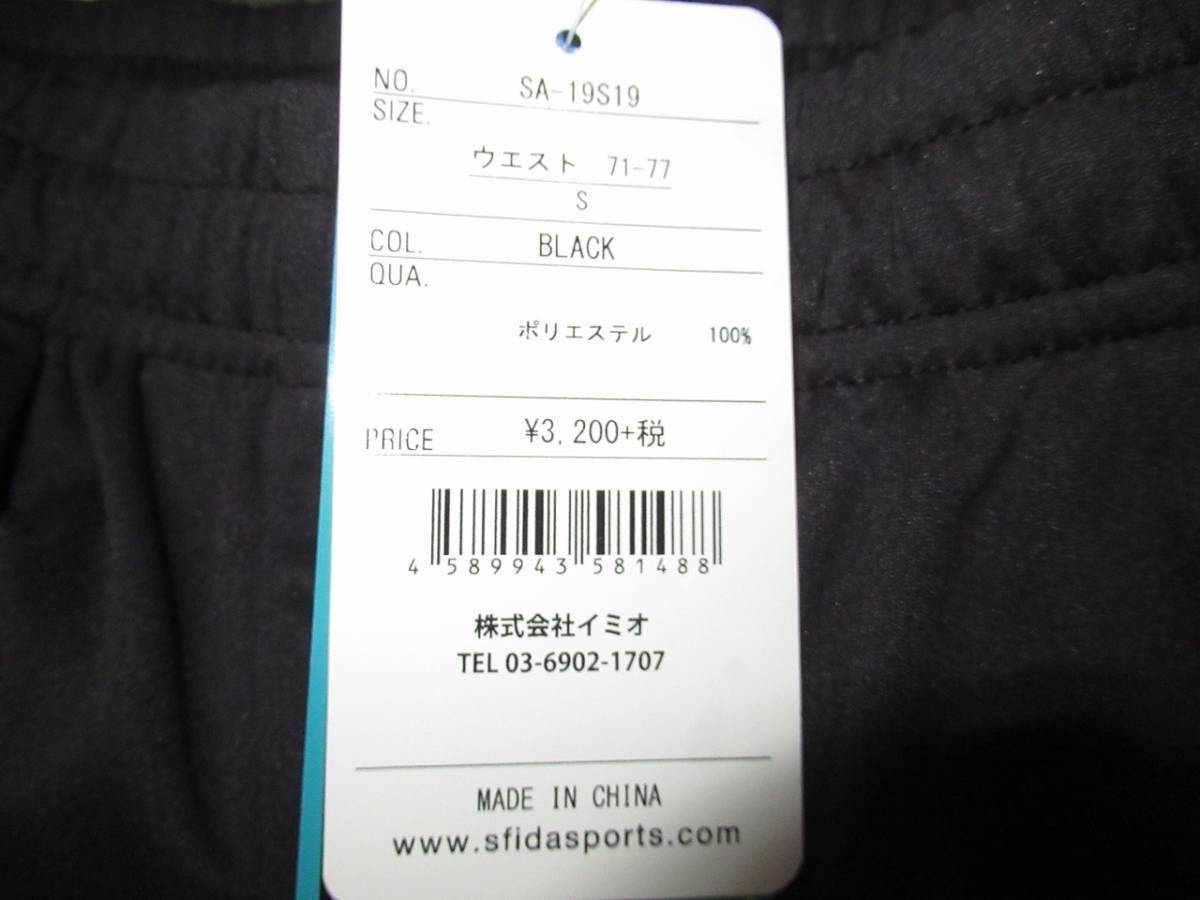 NO. SA-19S19
SIZE.
ウエスト 71-77
S
COL. BLACK
QUA.
ポリエステル 100%
PRICE ¥3,200+税
4 589943 581488
株式会社イミオ
TEL 03-6902-1707
MADE IN CHINA
www.sfidasports.com